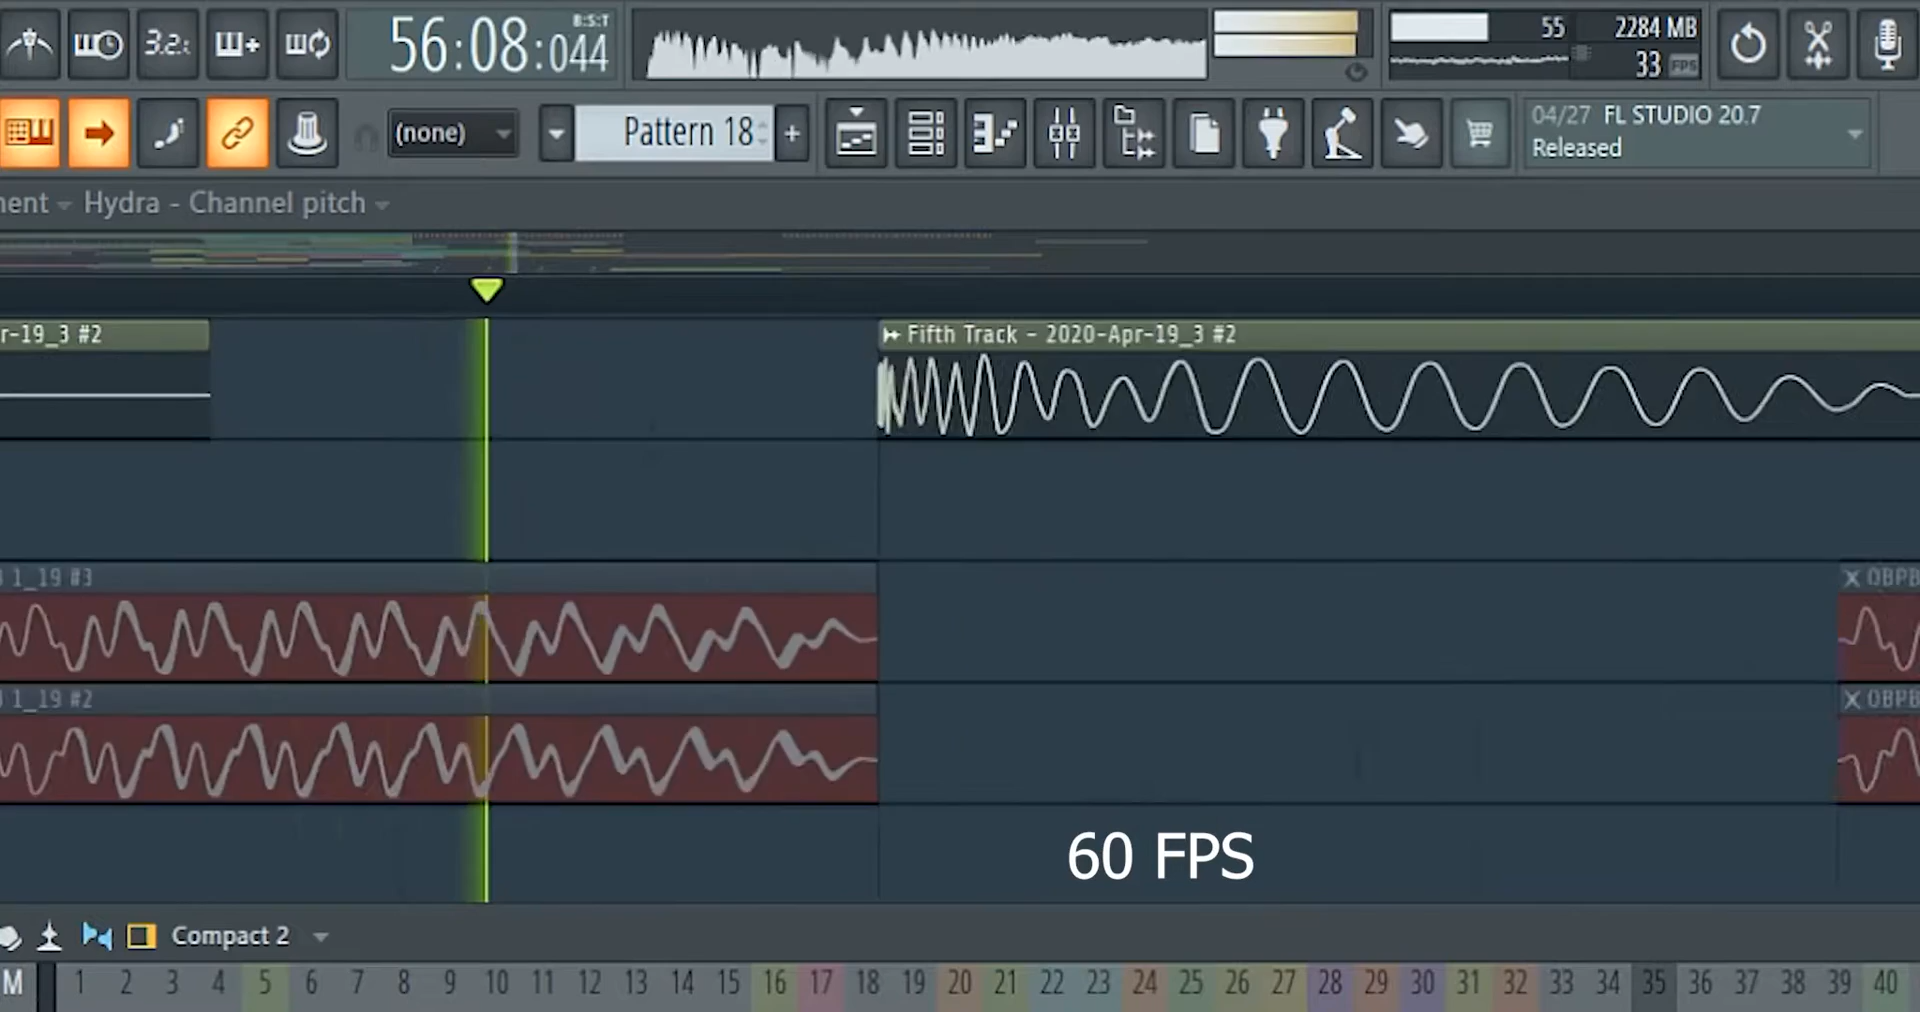 B:S:T
56:08:044
55
2284 MB
33
FPS
3.2.
(none)
Pattern 18
+
04/27 FL STUDIO 20.7
Released
Hydra - Channel pitch
r-19_3 #2
Fifth Track - 2020-Apr-19_3 #2
1_19 #3
OBPB
1_19 #2
OBPB
60 FPS
Compact 2
M 1 2 3 4 5 6 7 8 9 10 11 12 13 14 15 16 17 18 19 20 21 22 23 24 25 26 27 28 29 30 31 32 33 34 35 36 37 38 39 40